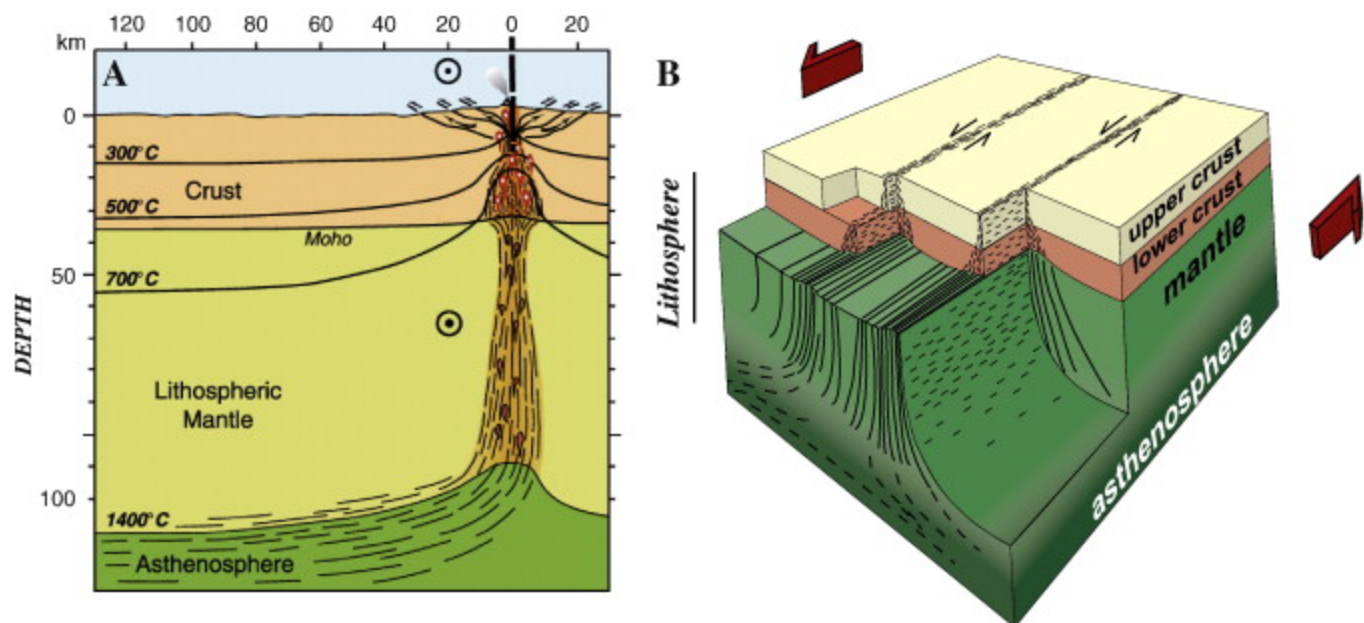 120 100 80 60 40 20 0 20
km
A
0
300°C
Crust
500°C
Moho
50
700°C
DEPTH
Lithospheric
Mantle
100
1400°C
Asthenosphere
B
Lithosphere
upper crust
lower crust
mantle
asthenosphere